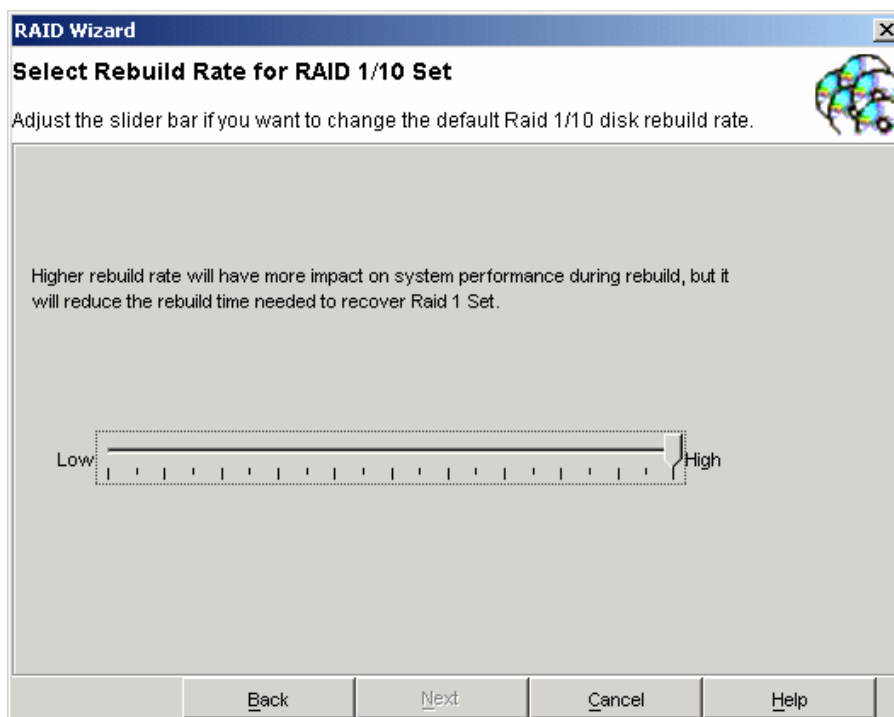 RAID Wizard
Select Rebuild Rate for RAID 1/10 Set
Adjust the slider bar if you want to change the default Raid 1/10 disk rebuild rate.
Higher rebuild rate will have more impact on system performance during rebuild, but it
will reduce the rebuild time needed to recover Raid 1 Set.
Low High
Back Next Cancel Help